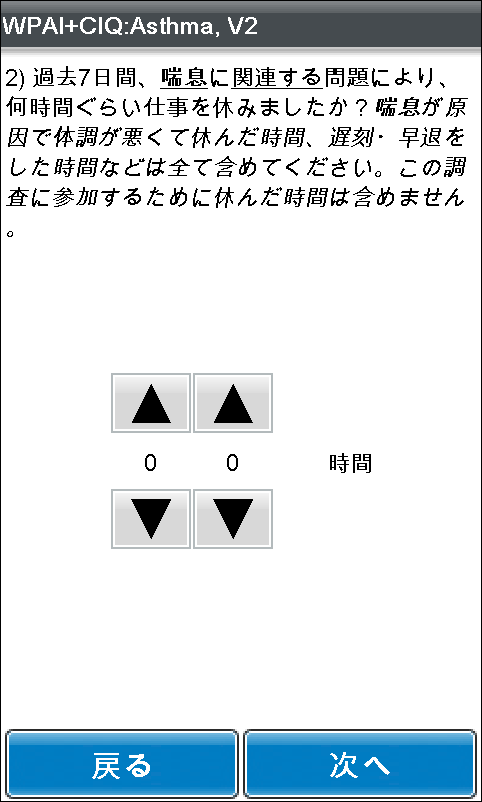 WPAI+CIQ:Asthma, V2
2) 過去7日間、喘息に関連する問題により、
何時間ぐらい仕事を休みましたか？喘息が原
因で体調が悪くて休んだ時間、遅刻・早退を
した時間などは全て含めてください。この調
査に参加するために休んだ時間は含めません
。
▲ ▲
0 0 時間
▼ ▼
戻る 次へ